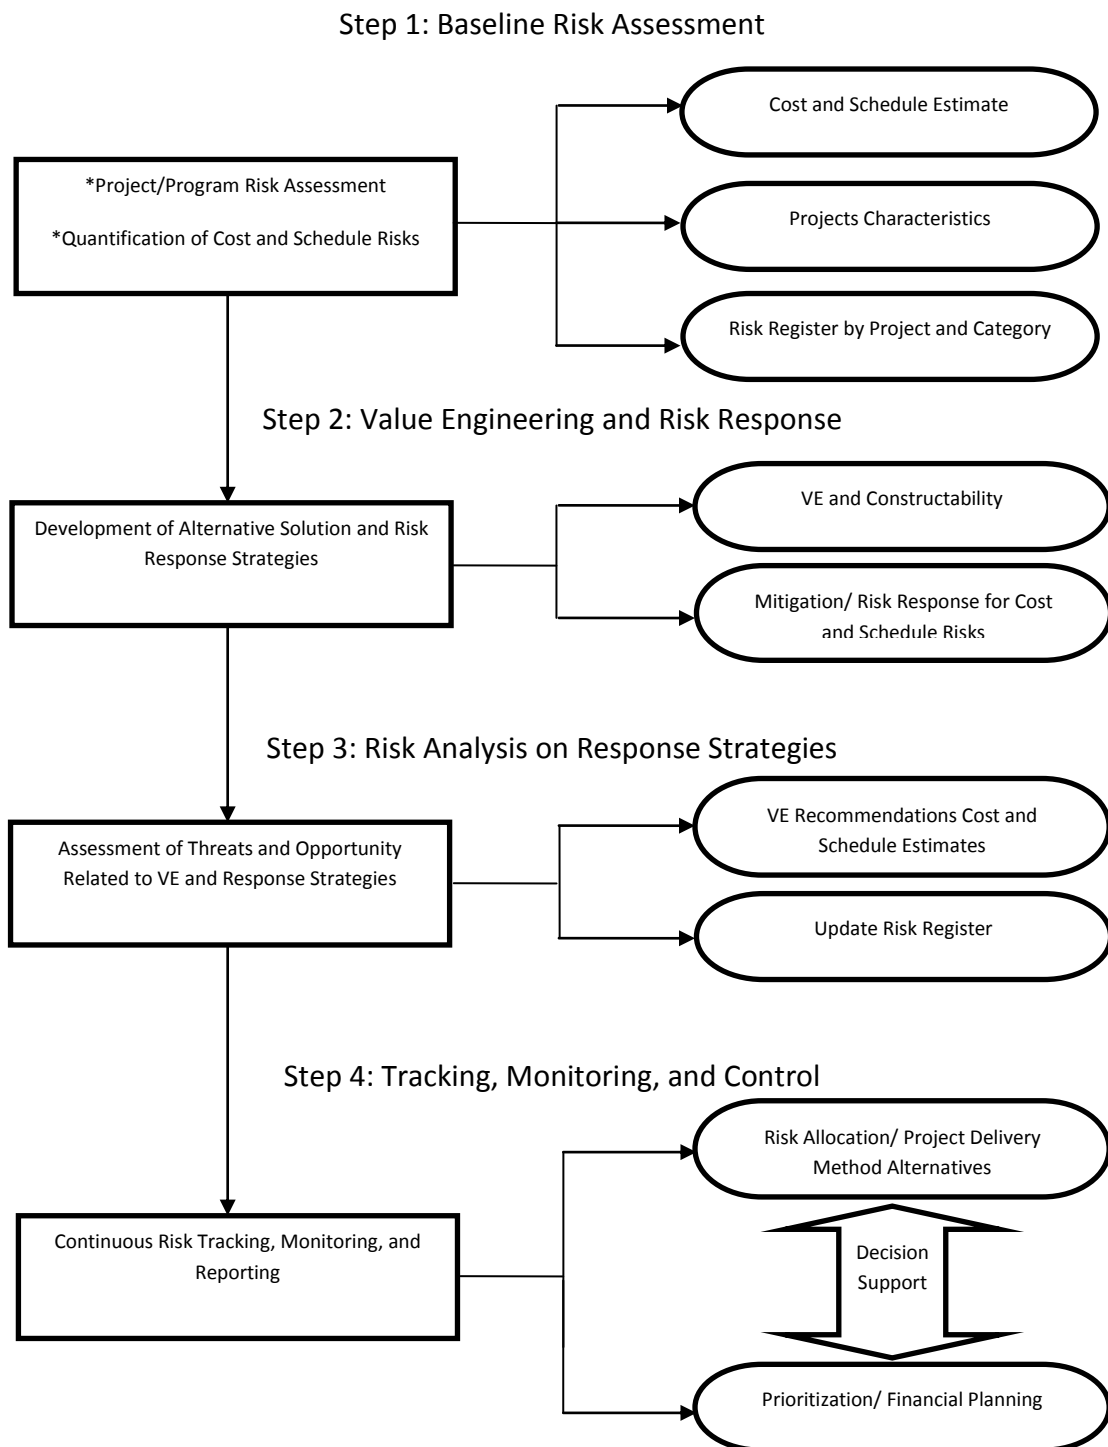 Step 1: Baseline Risk Assessment
Cost and Schedule Estimate
*Project/Program Risk Assessment
*Quantification of Cost and Schedule Risks
Projects Characteristics
Risk Register by Project and Category
Step 2: Value Engineering and Risk Response
VE and Constructability
Development of Alternative Solution and Risk
Response Strategies
Mitigation/ Risk Response for Cost
and Schedule Risks
Step 3: Risk Analysis on Response Strategies
VE Recommendations Cost and
Schedule Estimates
Assessment of Threats and Opportunity
Related to VE and Response Strategies
Update Risk Register
Step 4: Tracking, Monitoring, and Control
Risk Allocation/ Project Delivery
Method Alternatives
Continuous Risk Tracking, Monitoring, and
Reporting
Decision
Support
Prioritization/ Financial Planning